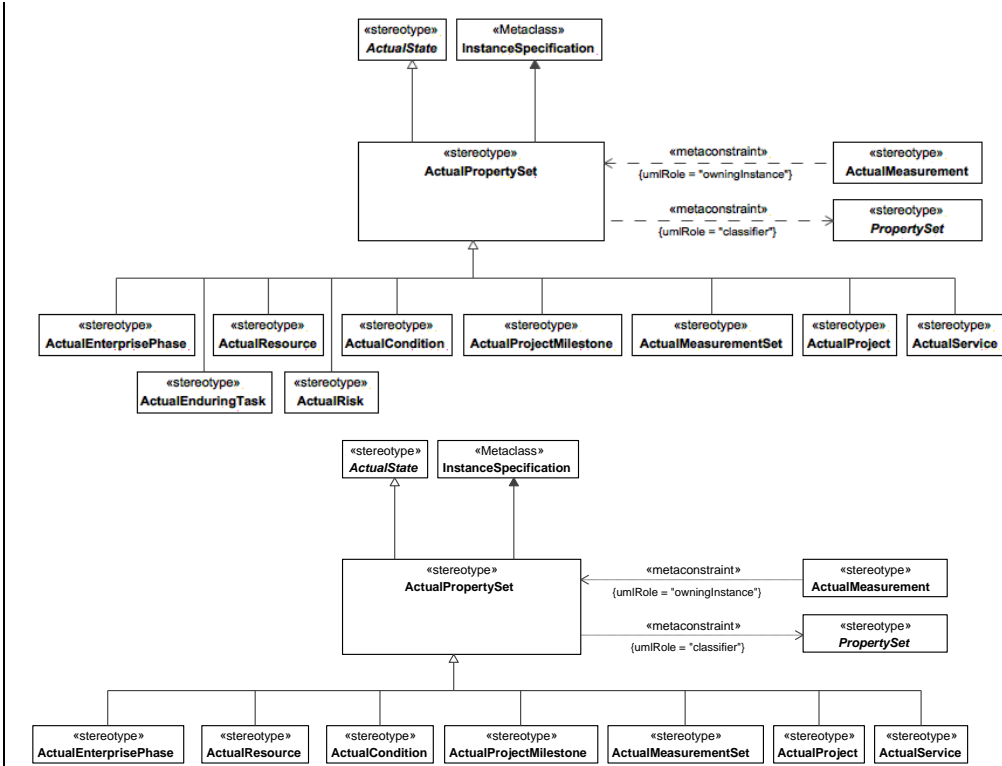 «stereotype»
ActualState
«Metaclass»
InstanceSpecification
«stereotype»
ActualPropertySet
«metaconstraint»
{umlRole = "owningInstance"}
«stereotype»
ActualMeasurement
«metaconstraint»
{umlRole = "classifier"}
«stereotype»
PropertySet
«stereotype»
ActualEnterprisePhase
«stereotype»
ActualResource
«stereotype»
ActualCondition
«stereotype»
ActualProjectMilestone
«stereotype»
ActualMeasurementSet
«stereotype»
ActualProject
«stereotype»
ActualService
«stereotype»
ActualEnduringTask
«stereotype»
ActualRisk
«stereotype»
ActualState
«Metaclass»
InstanceSpecification
«stereotype»
ActualPropertySet
«metaconstraint»
{umlRole = "owningInstance"}
«stereotype»
ActualMeasurement
«metaconstraint»
{umlRole = "classifier"}
«stereotype»
PropertySet
«stereotype»
ActualEnterprisePhase
«stereotype»
ActualResource
«stereotype»
ActualCondition
«stereotype»
ActualProjectMilestone
«stereotype»
ActualMeasurementSet
«stereotype»
ActualProject
«stereotype»
ActualService